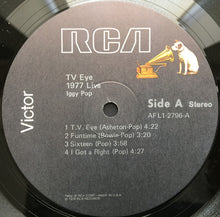 RCA
Victor
TV Eye
1977 Live
Iggy Pop
Side A Stereo
AFL1-2796-A
1 T.V. Eye (Asheton-Pop) 4:22
2 Funtime (Bowie-Pop) 3:50
3 Sixteen (Pop) 3:58
4 I Got a Right (Pop) 4:27